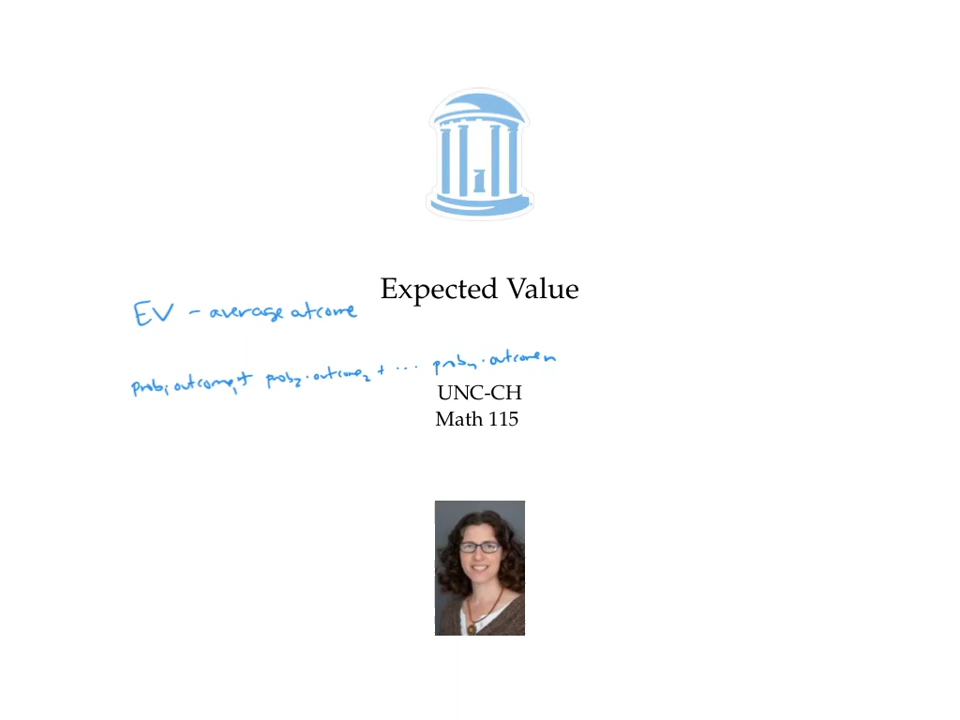 Expected Value
EV - average outcome
prob₁ outcome₁ + prob₂ · outcome₂ + ... probₙ · outcomeₙ
UNC-CH
Math 115